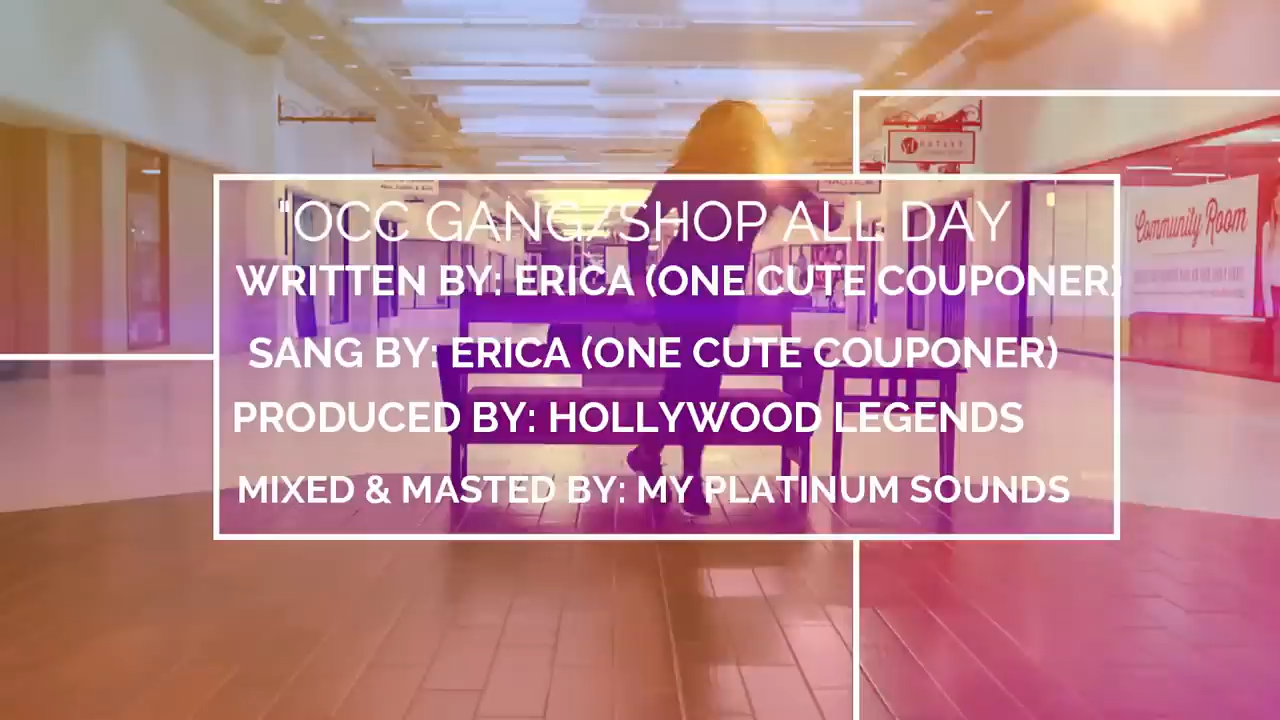 "OCC GANG/SHOP ALL DAY
WRITTEN BY: ERICA (ONE CUTE COUPONER)
SANG BY: ERICA (ONE CUTE COUPONER)
PRODUCED BY: HOLLYWOOD LEGENDS
MIXED & MASTED BY: MY PLATINUM SOUNDS
Community Room